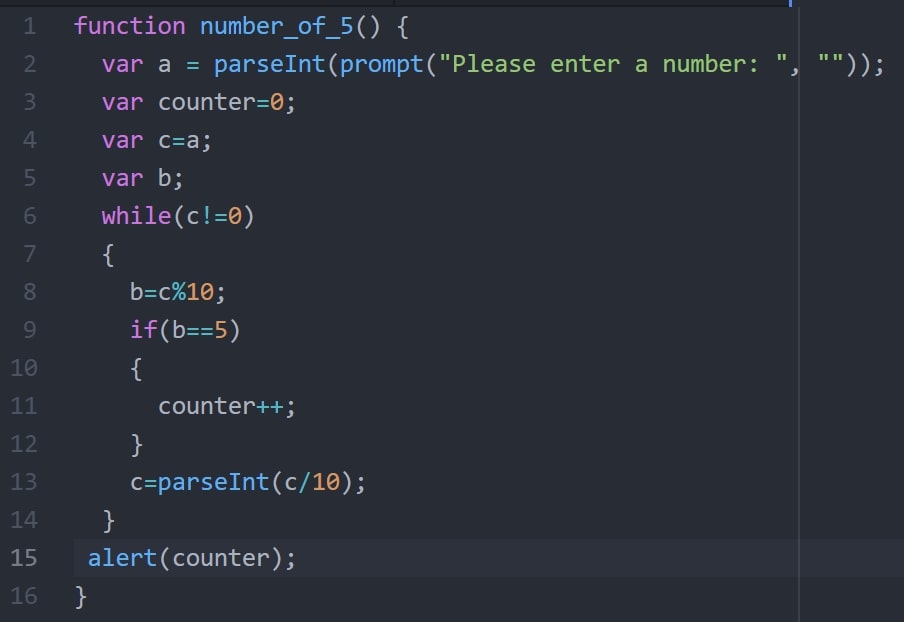 1 function number_of_5() {
2   var a = parseInt(prompt("Please enter a number: ", ""));
3   var counter=0;
4   var c=a;
5   var b;
6   while(c!=0)
7   {
8     b=c%10;
9     if(b==5)
10     {
11       counter++;
12     }
13     c=parseInt(c/10);
14   }
15  alert(counter);
16 }